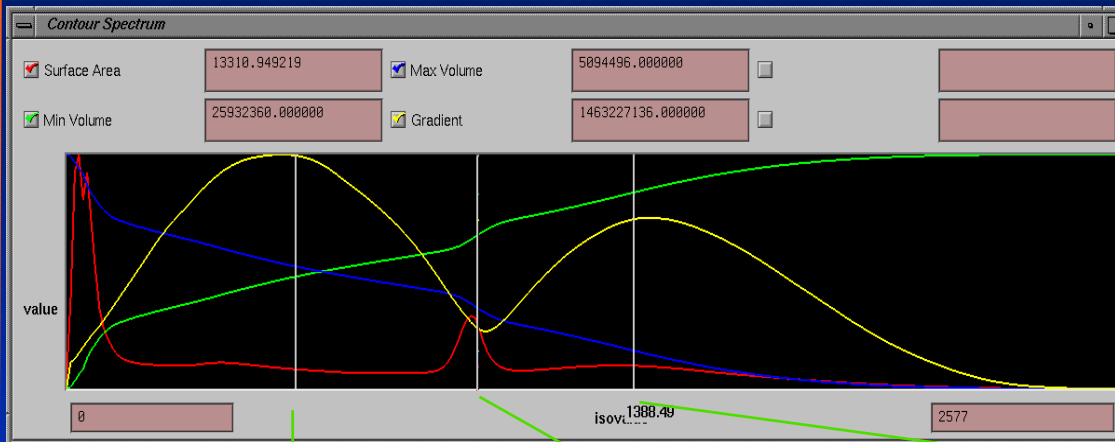 Contour Spectrum
Surface Area 13310.949219 Max Volume 5094496.000000
Min Volume 25932360.000000 Gradient 1463227136.000000
value
0 1388.49 2577